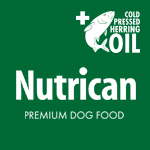 COLD
PRESSED
HERRING
+ OIL
Nutrican
PREMIUM DOG FOOD